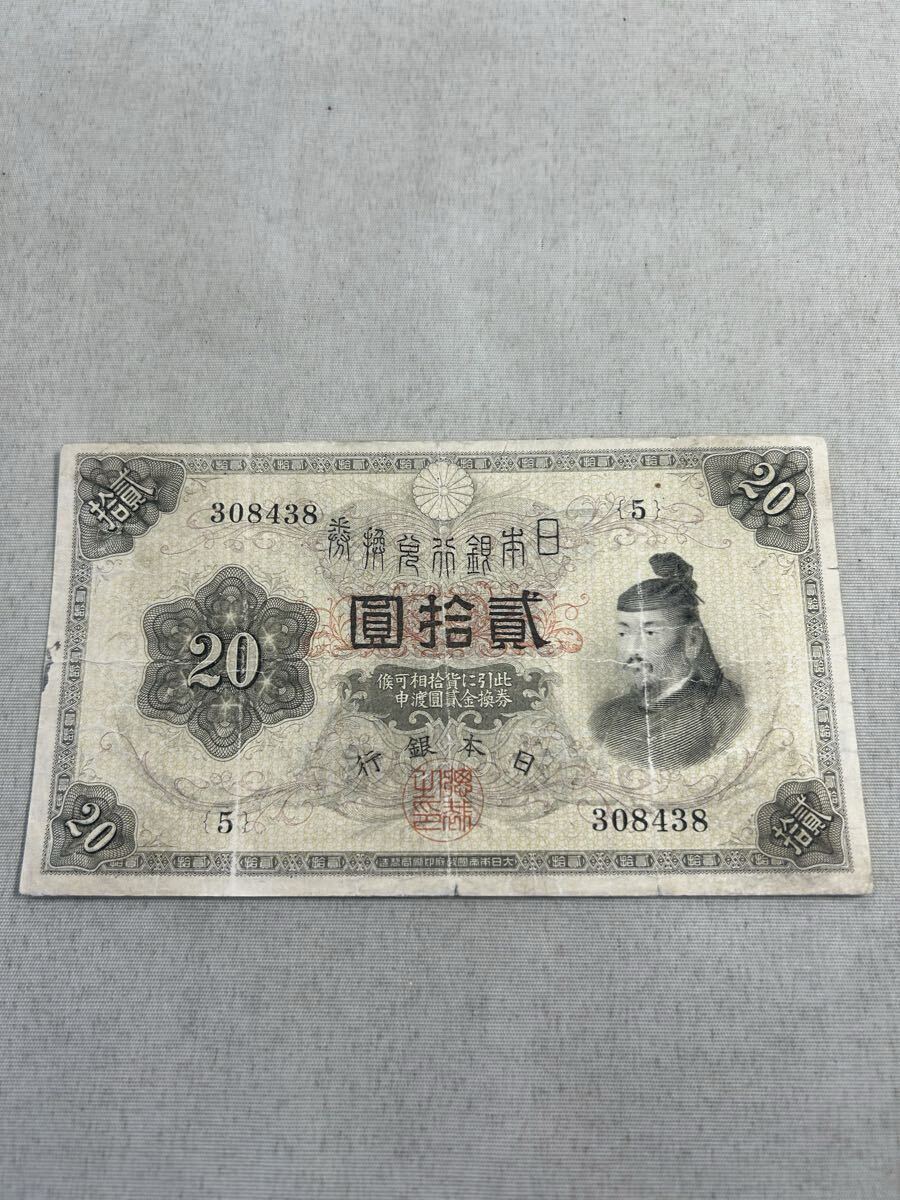 貳拾
20
308438
{5}
日本銀行兌換券
貳拾圓
20
此券引換に金貨貳拾圓相渡可申候
日本銀行
{5}
308438
20
貳拾
大日本帝國政府印刷局製造